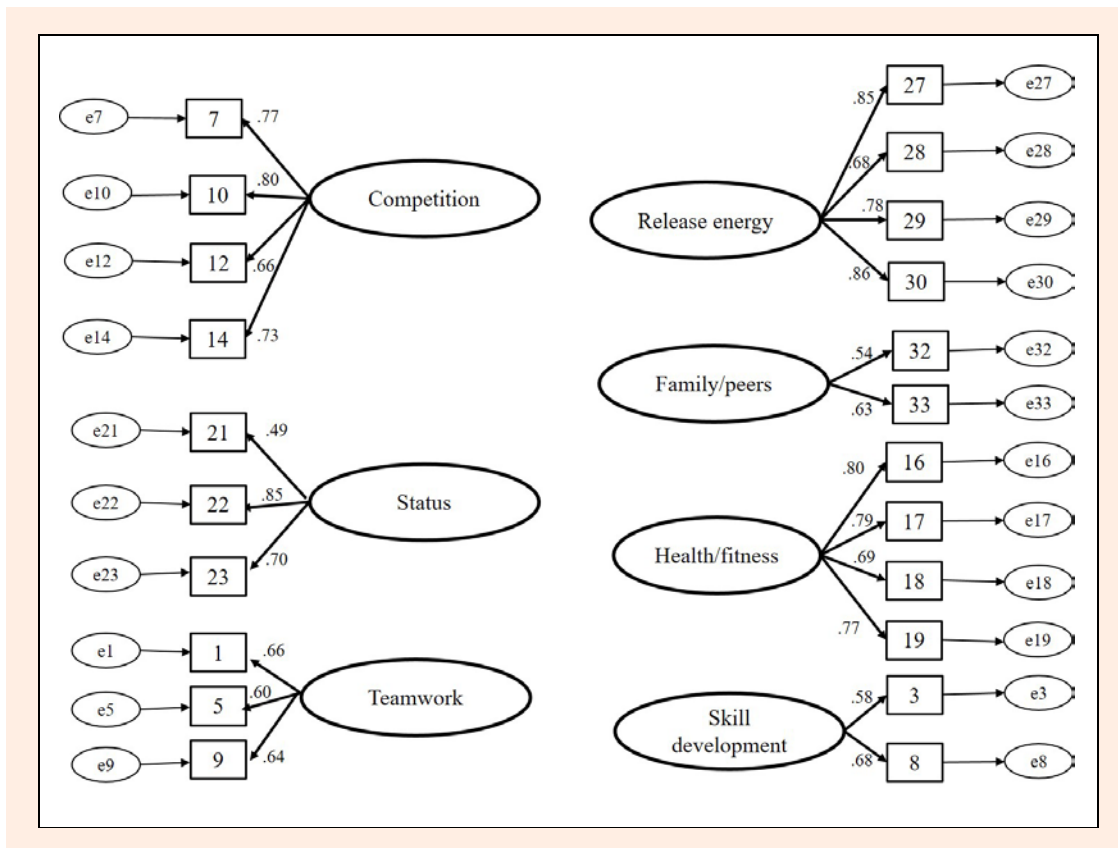 e7
7
.77
e10
10
.80
Competition
e12
12
.66
e14
14
.73
e21
21
.49
e22
22
.85
Status
e23
23
.70
e1
1
.66
e5
5
.60
Teamwork
e9
9
.64
27
e27
.85
28
e28
.68
Release energy
.78
29
e29
.86
30
e30
.54
32
e32
Family/peers
.63
33
e33
.80
16
e16
.79
17
e17
Health/fitness
.69
18
e18
.77
19
e19
.58
3
e3
Skill
development
.68
8
e8